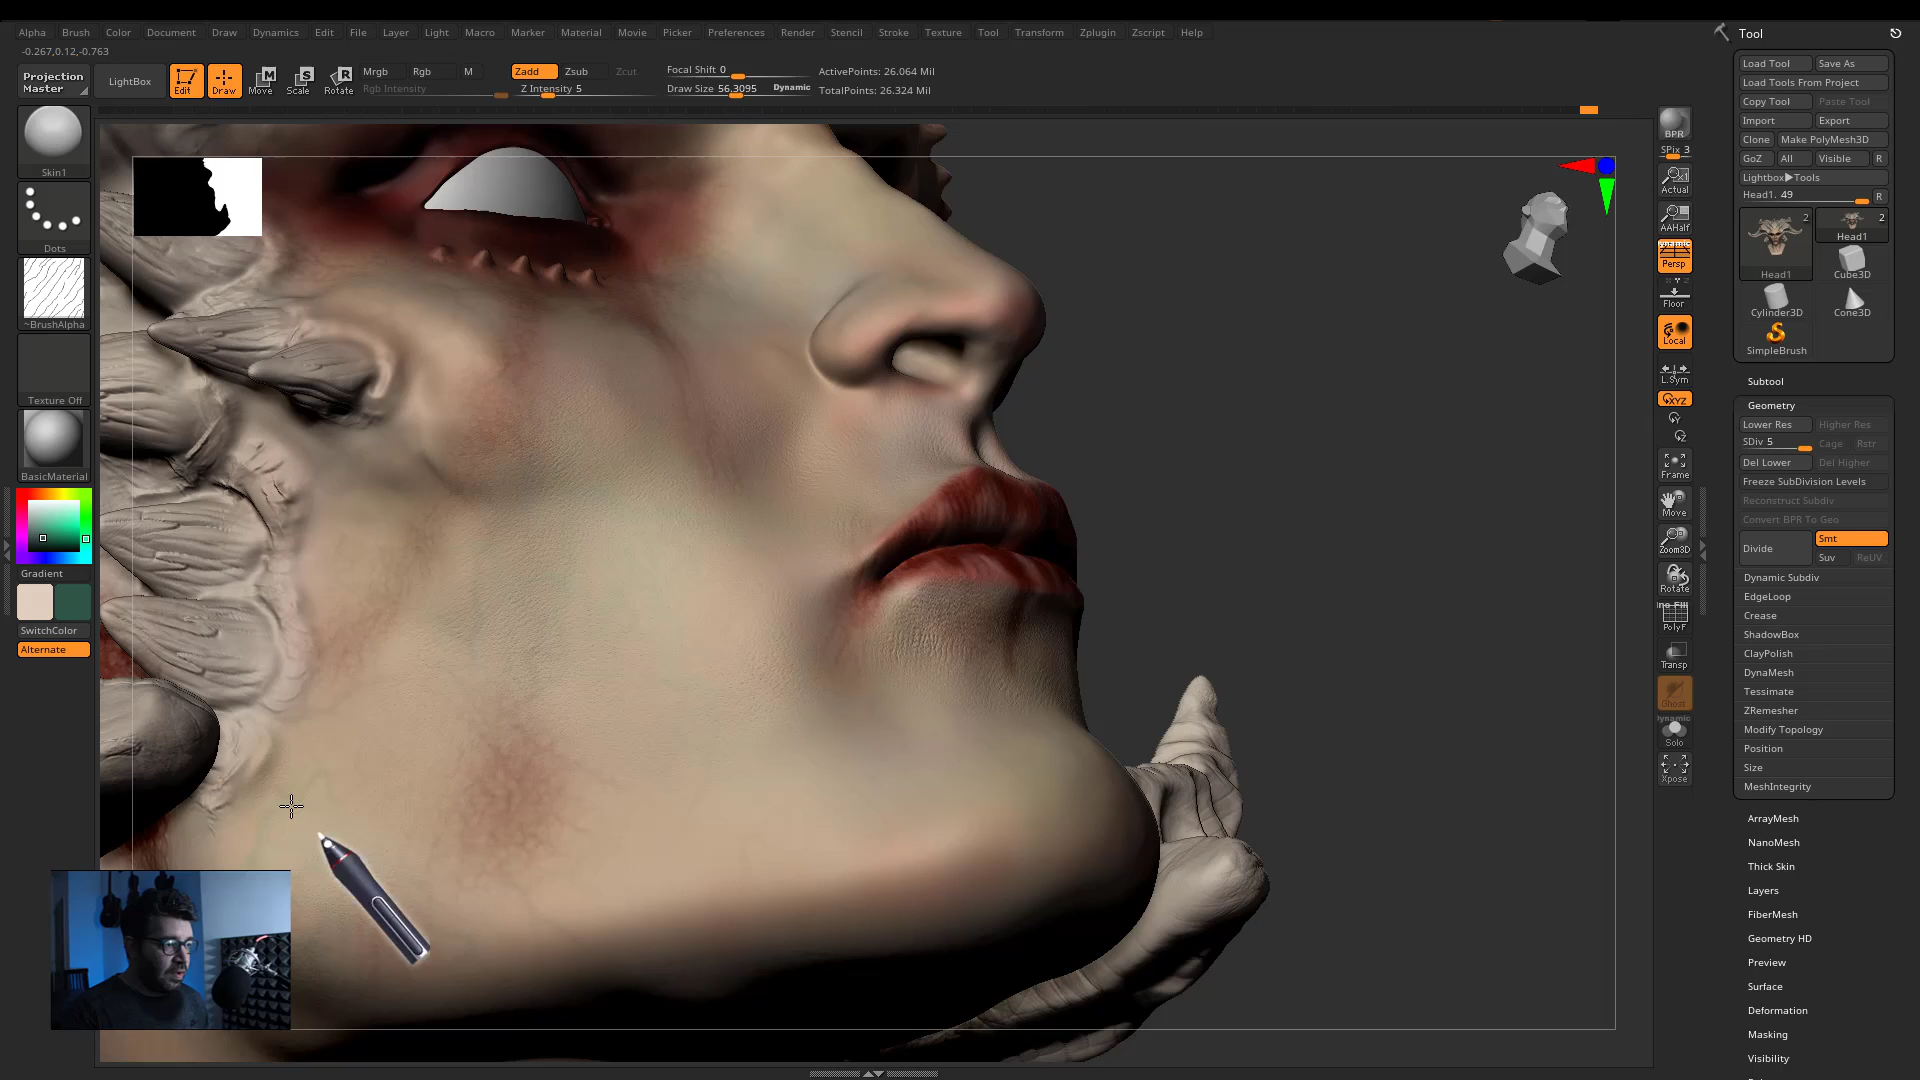 Alpha Brush Color Document Draw Dynamics Edit File Layer Light Macro Marker Material Movie Picker Preferences Render Stencil Stroke Texture Tool Transform Zplugin Zscript Help
-0.267,0.12,-0.763
Projection Master
LightBox
Edit
Draw
Move
Scale
Rotate
Mrgb Rgb M
Rgb Intensity
Zadd Zsub Zcut
Z Intensity 5
Focal Shift 0
Draw Size 56.3095 Dynamic
ActivePoints: 26.064 Mil
TotalPoints: 26.324 Mil
Skin1
Dots
~BrushAlpha
Texture Off
BasicMaterial
Gradient
SwitchColor
Alternate
BPR
SPix 3
Actual
AAHalf
Persp
Floor
Local
L.Sym
XYZ
Y
Z
Frame
Move
Zoom3D
Rotate
PolyF
Transp
Ghost
Dynamic
Solo
Xpose
Tool
Load Tool Save As
Load Tools From Project
Copy Tool Paste Tool
Import Export
Clone Make PolyMesh3D
GoZ All Visible R
Lightbox▶Tools
Head1. 49 R
2 2
Head1
Head1 Cube3D
Cylinder3D Cone3D
SimpleBrush
Subtool
Geometry
Lower Res Higher Res
SDiv 5 Cage Rstr
Del Lower Del Higher
Freeze SubDivision Levels
Reconstruct Subdiv
Convert BPR To Geo
Divide Smt
Suv ReUV
Dynamic Subdiv
EdgeLoop
Crease
ShadowBox
ClayPolish
DynaMesh
Tessimate
ZRemesher
Modify Topology
Position
Size
MeshIntegrity
ArrayMesh
NanoMesh
Thick Skin
Layers
FiberMesh
Geometry HD
Preview
Surface
Deformation
Masking
Visibility